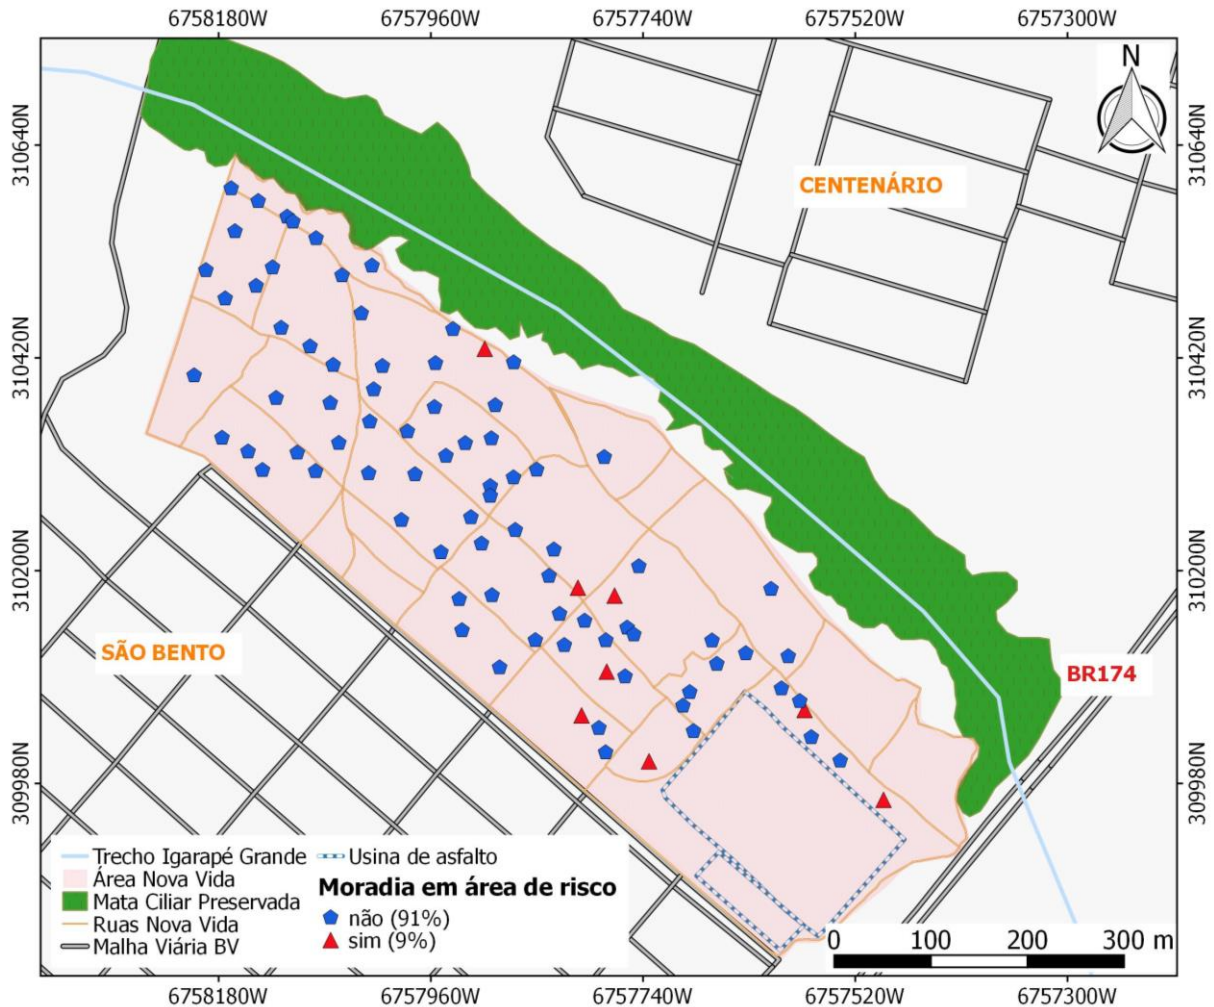 6758180W 6757960W 6757740W 6757520W 6757300W
N
310640N 310640N
CENTENÁRIO
310420N 310420N
310200N 310200N
SÃO BENTO
BR174
309980N 309980N
Trecho Igarapé Grande Usina de asfalto
Área Nova Vida
Moradia em área de risco
Mata Ciliar Preservada
Ruas Nova Vida não (91%)
Malha Viária BV sim (9%)
0 100 200 300 m
6758180W 6757960W 6757740W 6757520W 6757300W